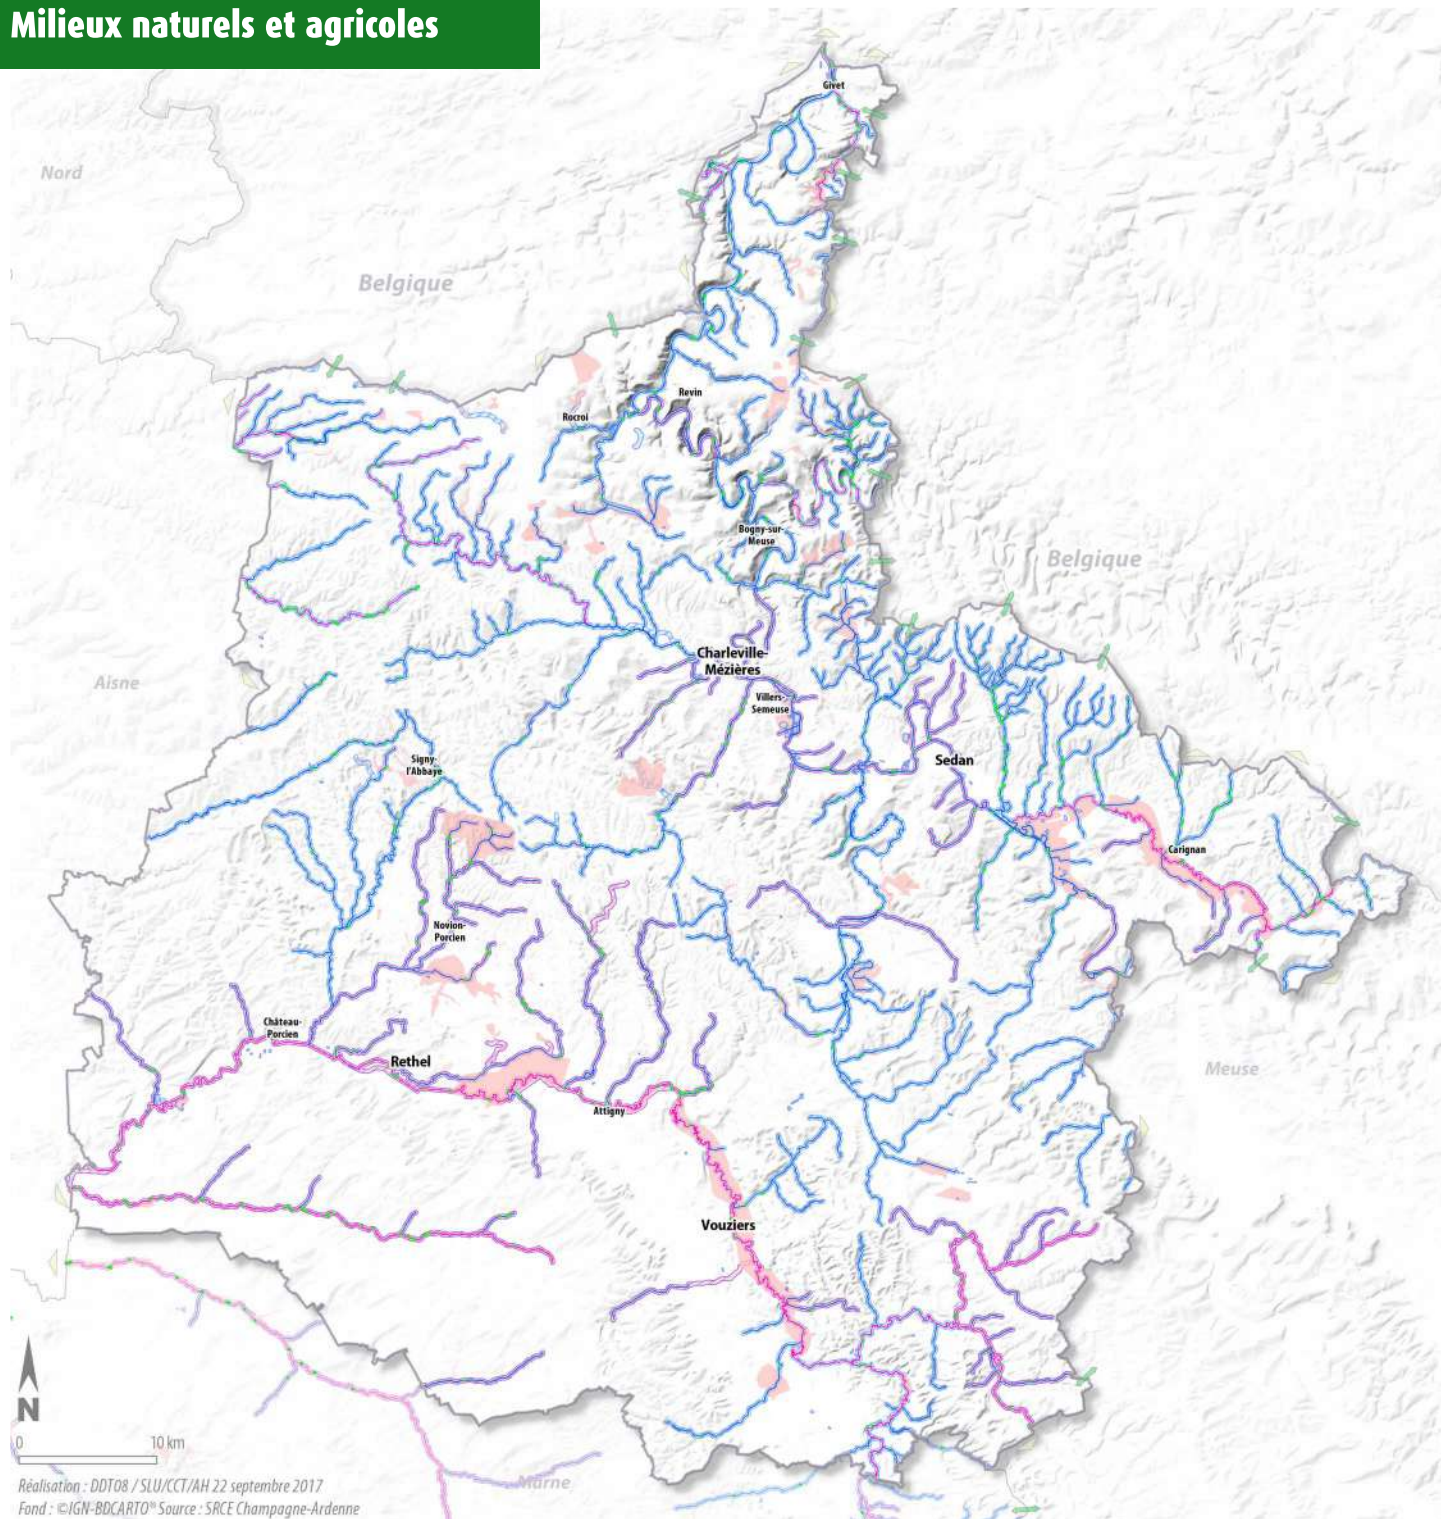 Milieux naturels et agricoles
Givet
Nord
Belgique
Revin
Rocroi
Bogny-sur-
Meuse
Belgique
Charleville-
Mézières
Aisne
Villers-
Semeuse
Signy-
l'Abbaye
Sedan
Carignan
Novion-
Porcien
Château-
Porcien
Rethel
Meuse
Attigny
Vouziers
N
0 10 km
Marne
Réalisation : DDT08 / SLU/CCT/AH 22 septembre 2017
Fond : ©IGN-BDCARTO® Source : SRCE Champagne-Ardenne